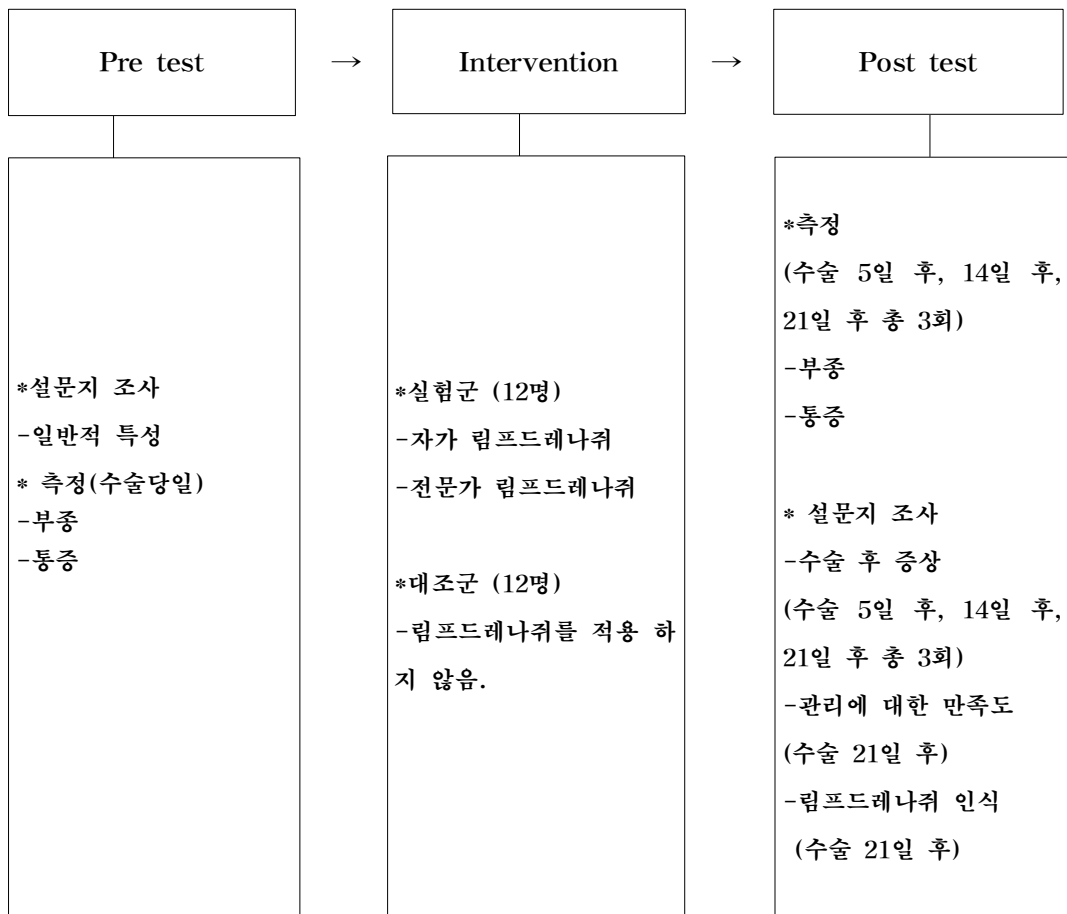 Pre test → Intervention → Post test
*설문지 조사
-일반적 특성
* 측정(수술당일)
-부종
-통증
*실험군 (12명)
-자가 림프드레나쥐
-전문가 림프드레나쥐
*대조군 (12명)
-림프드레나쥐를 적용 하
지 않음.
*측정
(수술 5일 후, 14일 후,
21일 후 총 3회)
-부종
-통증
* 설문지 조사
-수술 후 증상
(수술 5일 후, 14일 후,
21일 후 총 3회)
-관리에 대한 만족도
(수술 21일 후)
-림프드레나쥐 인식
(수술 21일 후)